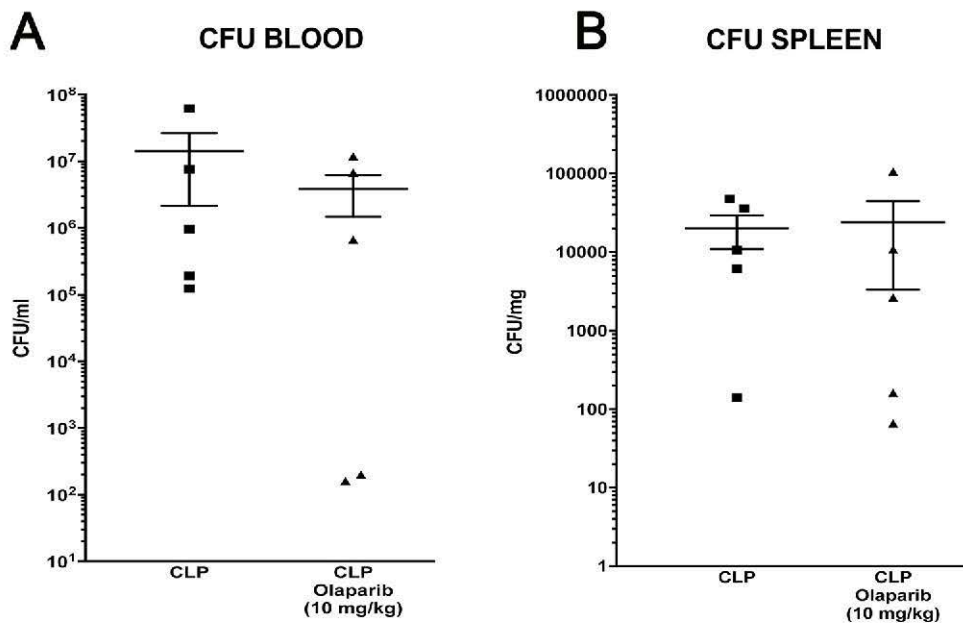 A
CFU BLOOD
CFU/ml
10⁸
10⁷
10⁶
10⁵
10⁴
10³
10²
10¹
CLP
CLP
Olaparib
(10 mg/kg)
B
CFU SPLEEN
CFU/mg
1000000
100000
10000
1000
100
10
1
CLP
CLP
Olaparib
(10 mg/kg)